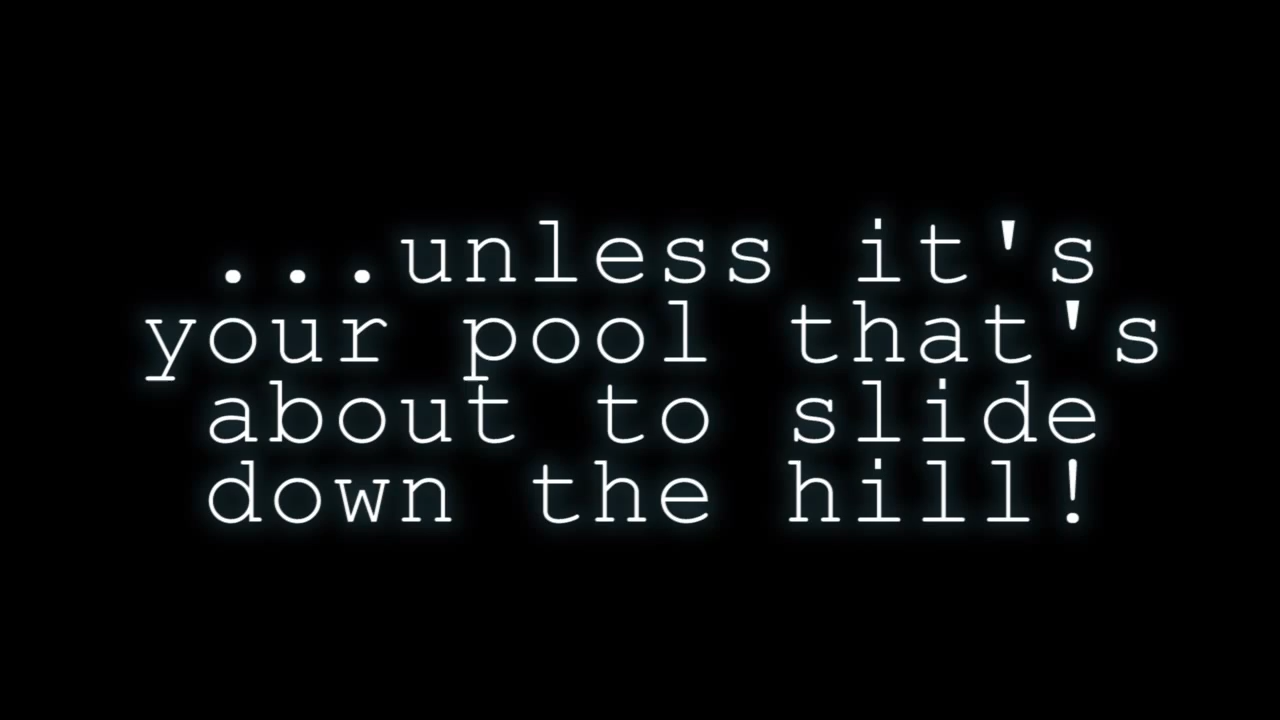 ...unless it's
your pool that's
about to slide
down the hill!